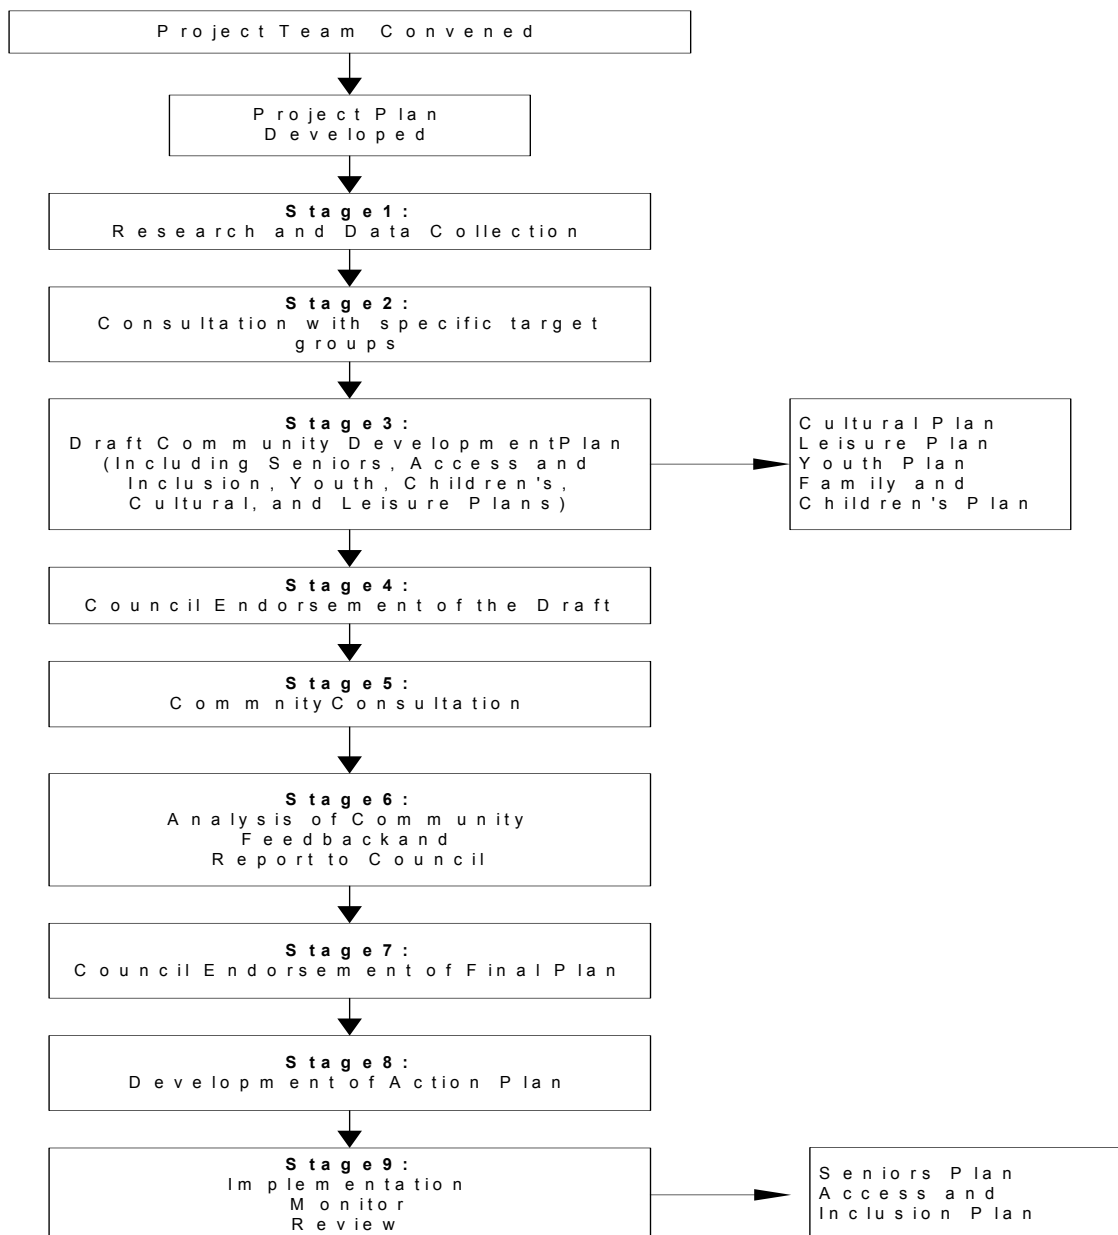 Project Team Convened
Project Plan
Developed
Stage 1:
Research and Data Collection
Stage 2:
Consultation with specific target
groups
Stage 3:
Draft Community Development Plan
(Including Seniors, Access and
Inclusion, Youth, Children's,
Cultural, and Leisure Plans)
Cultural Plan
Leisure Plan
Youth Plan
Family and
Children's Plan
Stage 4:
Council Endorsement of the Draft
Stage 5:
Commnity Consultation
Stage 6:
Analysis of Community
Feedback and
Report to Council
Stage 7:
Council Endorsement of Final Plan
Stage 8:
Development of Action Plan
Stage 9:
Implementation
Monitor
Review
Seniors Plan
Access and
Inclusion Plan